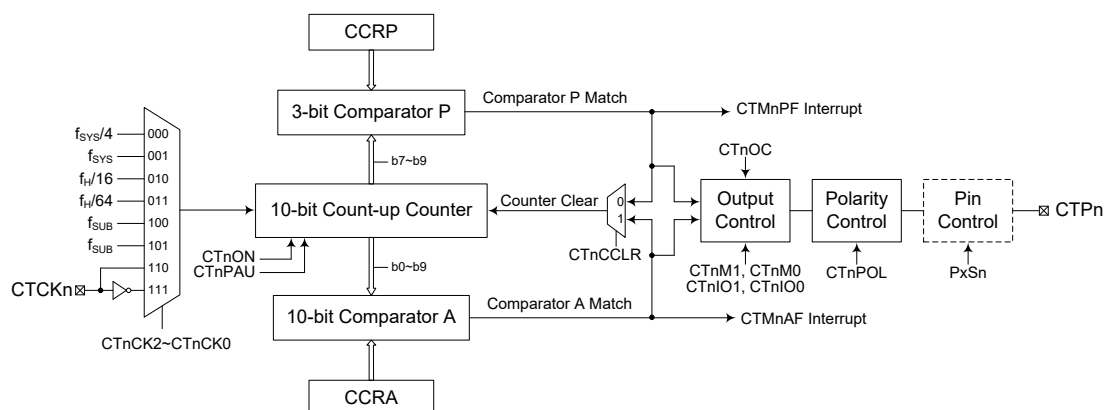 CCRP
3-bit Comparator P
Comparator P Match
CTMnPF Interrupt
b7~b9
fSYS/4
000
fSYS
001
fH/16
010
fH/64
011
fSUB
100
fSUB
101
110
111
CTCKn
CTnCK2~CTnCK0
10-bit Count-up Counter
CTnON
CTnPAU
Counter Clear
0
1
CTnCCLR
CTnOC
Output
Control
CTnM1, CTnM0
CTnIO1, CTnIO0
Polarity
Control
CTnPOL
Pin
Control
PxSn
CTPn
b0~b9
10-bit Comparator A
Comparator A Match
CTMnAF Interrupt
CCRA